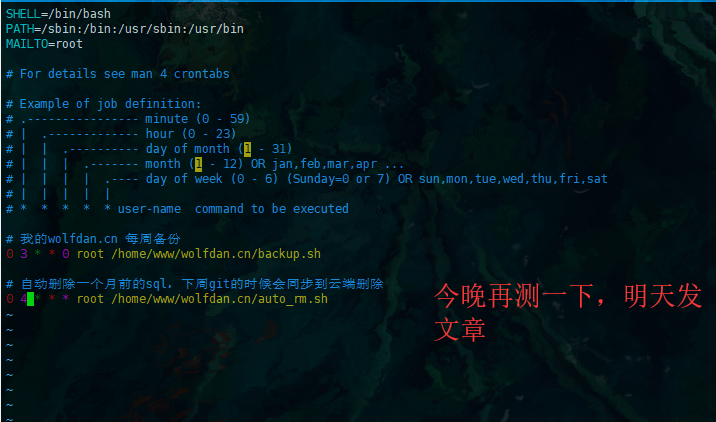 SHELL=/bin/bash
PATH=/sbin:/bin:/usr/sbin:/usr/bin
MAILTO=root
# For details see man 4 crontabs
# Example of job definition:
# .---------------- minute (0 - 59)
# |  .------------- hour (0 - 23)
# |  |  .---------- day of month (1 - 31)
# |  |  |  .------- month (1 - 12) OR jan,feb,mar,apr ...
# |  |  |  |  .---- day of week (0 - 6) (Sunday=0 or 7) OR sun,mon,tue,wed,thu,fri,sat
# |  |  |  |  |
# *  *  *  *  * user-name  command to be executed
# 我的wolfdan.cn 每周备份
0 3 * * 0 root /home/www/wolfdan.cn/backup.sh
# 自动删除一个月前的sql, 下周git的时候会同步到云端删除
0 4 * * * root /home/www/wolfdan.cn/auto_rm.sh
~
~
~
~
~
~
~
~
今晚再测一下，明天发
文章